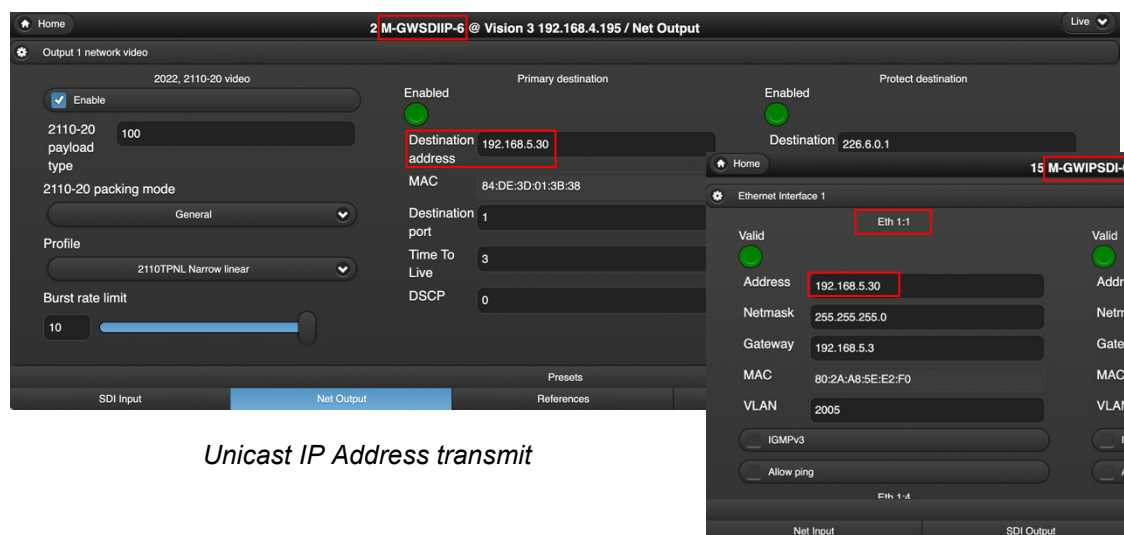 Home
2 M-GWSDIIP-6 @ Vision 3 192.168.4.195 / Net Output
Live
Output 1 network video
2022, 2110-20 video
Enable
2110-20
payload
type
100
2110-20 packing mode
General
Profile
2110TPNL Narrow linear
Burst rate limit
10
Primary destination
Enabled
Destination
address
192.168.5.30
MAC
84:DE:3D:01:3B:38
Destination
port
1
Time To
Live
3
DSCP
0
Protect destination
Enabled
Destination
226.6.0.1
Presets
SDI Input
Net Output
References
Home
15 M-GWIPSDI-
Ethernet Interface 1
Eth 1:1
Valid
Address
192.168.5.30
Netmask
255.255.255.0
Gateway
192.168.5.3
MAC
80:2A:A8:5E:E2:F0
VLAN
2005
IGMPv3
Allow ping
Eth 1:4
Valid
Addr
Netm
Gate
MAC
VLA
Net Input
SDI Output
Unicast IP Address transmit